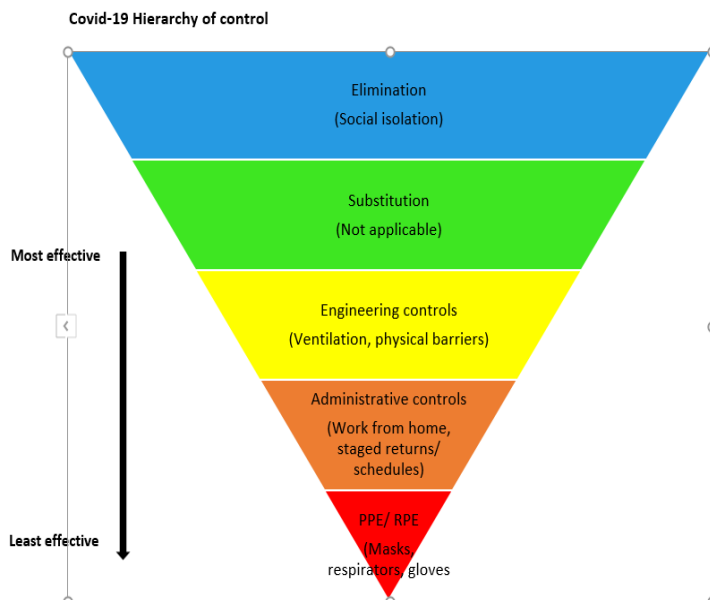 Covid-19 Hierarchy of control
Elimination
(Social isolation)
Substitution
(Not applicable)
Most effective
Engineering controls
(Ventilation, physical barriers)
Administrative controls
(Work from home,
staged returns/
schedules)
PPE/ RPE
(Masks,
respirators, gloves
Least effective